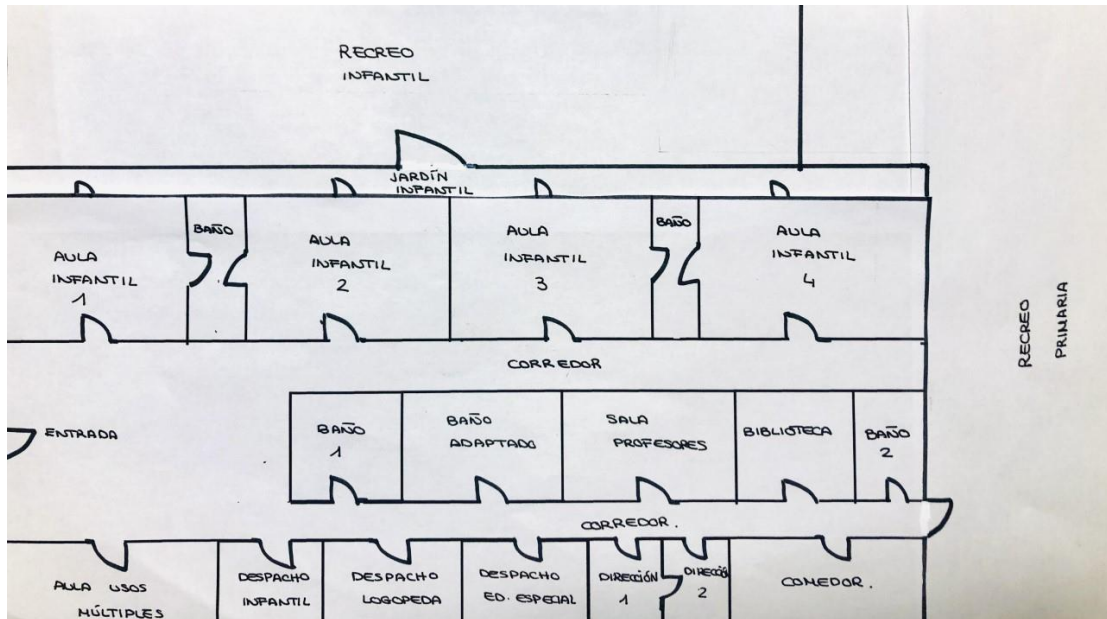 RECREO
INFANTIL
JARDÍN
INFANTIL
AULA
INFANTIL
1
BAÑO
AULA
INFANTIL
2
AULA
INFANTIL
3
BAÑO
AULA
INFANTIL
4
RECREO
PRIMARIA
CORREDOR
ENTRADA
BAÑO
1
BAÑO
ADAPTADO
SALA
PROFESORES
BIBLIOTECA
BAÑO
2
CORREDOR.
AULA USOS
MÚLTIPLES
DESPACHO
INFANTIL
DESPACHO
LOGOPEDA
DESPACHO
ED. ESPECIAL
DIRECCIÓN
1
DIRECCIÓN
2
COMEDOR.